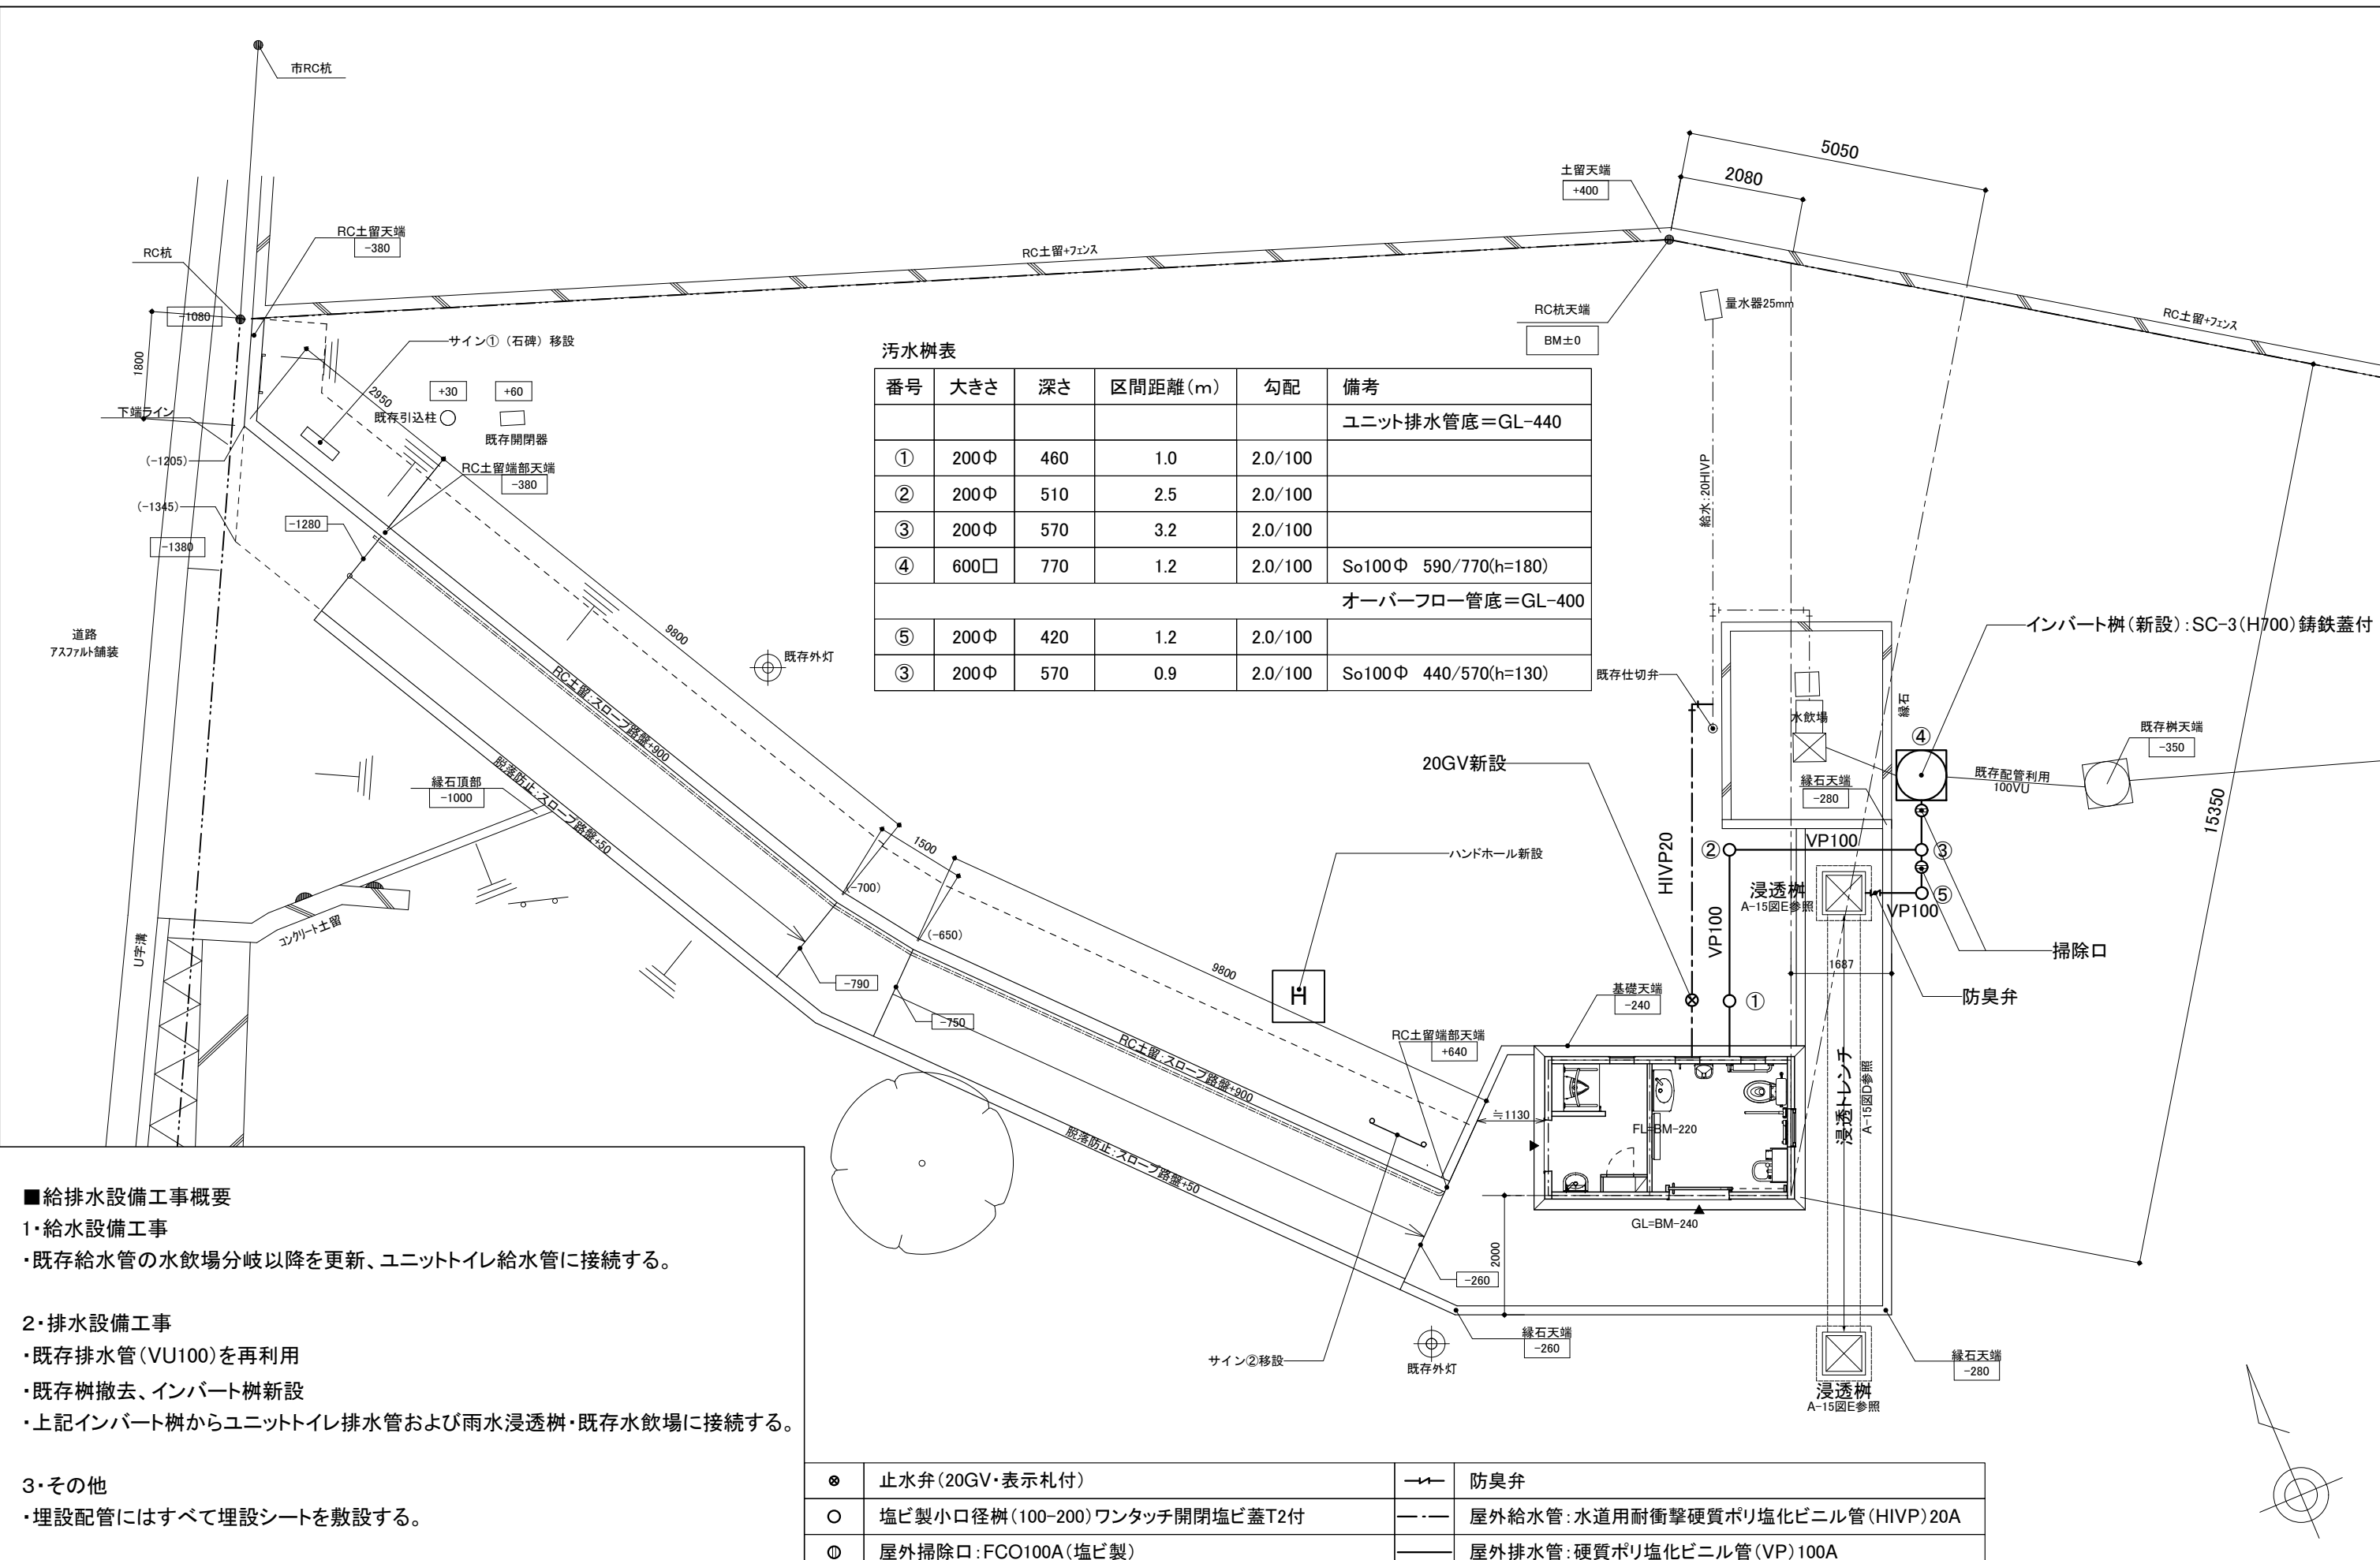 市RC杭
RC杭
RC土留天端
-380
-1080
1800
下端ライン
(-1205)
(-1345)
-1380
-1280
サイン①（石碑）移設
+30
+60
既存引込柱
既存開閉器
2950
RC土留端部天端
-380
RC土留+フェンス
土留天端
+400
5050
2080
RC杭天端
BM±0
量水器25mm
RC土留+フェンス
給水:20HIVP
汚水桝表
番号 大きさ 深さ 区間距離(m) 勾配 備考
ユニット排水管底=GL-440
① 200Φ 460 1.0 2.0/100
② 200Φ 510 2.5 2.0/100
③ 200Φ 570 3.2 2.0/100
④ 600□ 770 1.2 2.0/100 So100Φ 590/770(h=180)
オーバーフロー管底=GL-400
⑤ 200Φ 420 1.2 2.0/100
③ 200Φ 570 0.9 2.0/100 So100Φ 440/570(h=130)
道路
アスファルト舗装
9800
既存外灯
RC土留:スロープ路盤+900
脱落防止:スロープ路盤+50
縁石頂部
-1000
U字溝
コンクリート土留
1500
(-700)
(-650)
-790
-750
9800
ハンドホール新設
H
20GV新設
既存仕切弁
水飲場
縁石
インバート桝(新設):SC-3(H700)鋳鉄蓋付
④
既存桝天端
-350
既存配管利用
100VU
縁石天端
-280
15350
HIVP20
②
VP100
③
VP100
浸透桝
A-15図E参照
⑤
VP100
掃除口
1687
防臭弁
①
基礎天端
-240
RC土留端部天端
+640
RC土留:スロープ路盤+900
脱落防止:スロープ路盤+50
≒1130
FL=BM-220
浸透トレンチ
A-15図D参照
GL=BM-240
2000
-260
縁石天端
-260
サイン②移設
既存外灯
浸透桝
A-15図E参照
縁石天端
-280
■給排水設備工事概要
1・給水設備工事
・既存給水管の水飲場分岐以降を更新、ユニットトイレ給水管に接続する。
2・排水設備工事
・既存排水管(VU100)を再利用
・既存桝撤去、インバート桝新設
・上記インバート桝からユニットトイレ排水管および雨水浸透桝・既存水飲場に接続する。
3・その他
・埋設配管にはすべて埋設シートを敷設する。
止水弁(20GV・表示札付) 防臭弁
塩ビ製小口径桝(100-200)ワンタッチ開閉塩ビ蓋T2付 屋外給水管:水道用耐衝撃硬質ポリ塩化ビニル管(HIVP)20A
屋外掃除口:FCO100A(塩ビ製) 屋外排水管:硬質ポリ塩化ビニル管(VP)100A